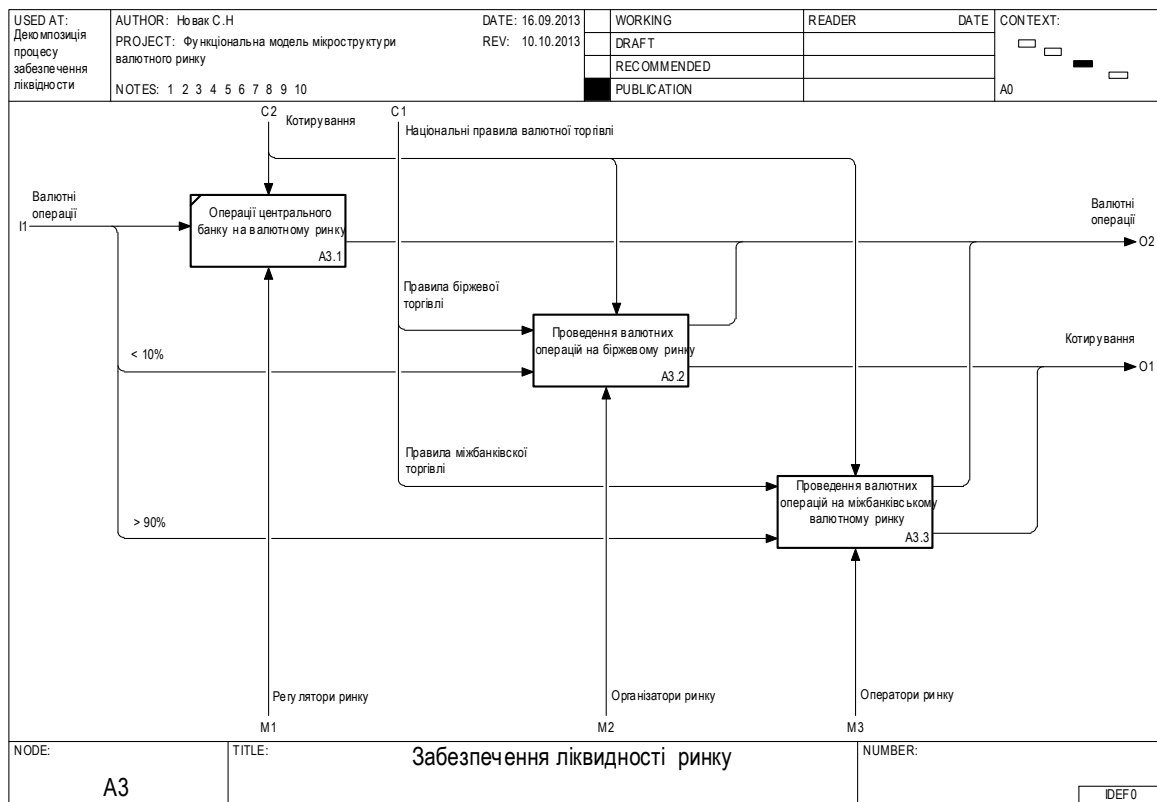 USED AT:
Декомпозиція
процесу
забезпечення
ліквідности
AUTHOR: Новак С.Н
DATE: 16.09.2013
PROJECT: Функціональна модель мікроструктури
валютного ринку
REV: 10.10.2013
NOTES: 1 2 3 4 5 6 7 8 9 10
WORKING
DRAFT
RECOMMENDED
PUBLICATION
READER
DATE
CONTEXT:
A0
C2
Котирування
C1
Національні правила валютної торгівлі
Валютні
операції
I1
Операції центрального
банку на валютному ринку
A3.1
Валютні
операції
O2
Правила біржевої
торгівлі
Проведення валютних
операцій на біржевому ринку
A3.2
< 10%
Котирування
O1
Правила міжбанківскої
торгівлі
Проведення валютних
операцій на міжбанківському
валютному ринку
A3.3
> 90%
Регулятори ринку
Організатори ринку
Оператори ринку
M1
M2
M3
NODE:
A3
TITLE:
Забезпечення ліквидності ринку
NUMBER:
IDEF0